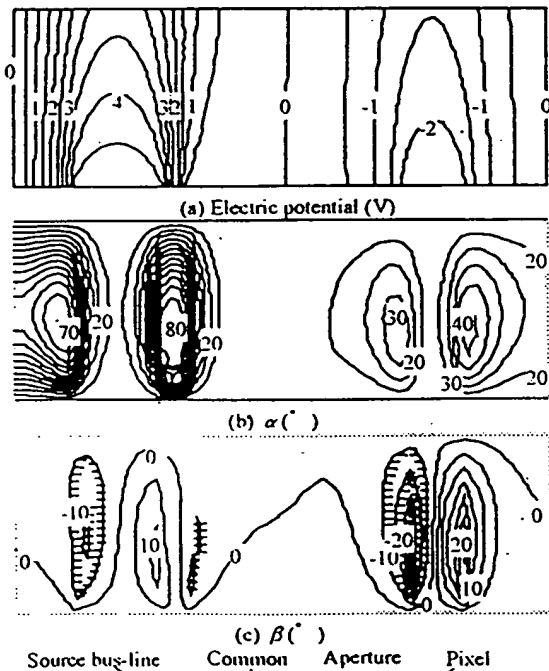 0 1 2 3 4 3 2 1 0 -1 -2 -1 0
(a) Electric potential (V)
70 20 80 20 30 20 40 30 20 20
(b) α(°)
0 -10 0 10 0 -20 -10 0 20 10 0
(c) β(°)
Source bus-line Common Aperture Pixel